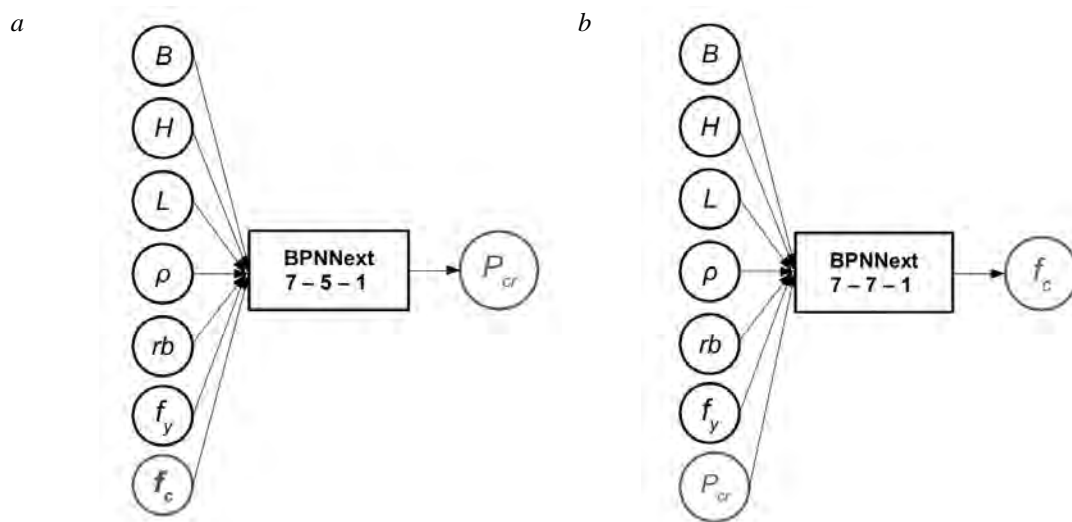 a
B
H
L
ρ
rb
f_y
f_c
BPNNext
7 – 5 – 1
P_cr
b
B
H
L
ρ
rb
f_y
P_cr
BPNNext
7 – 7 – 1
f_c